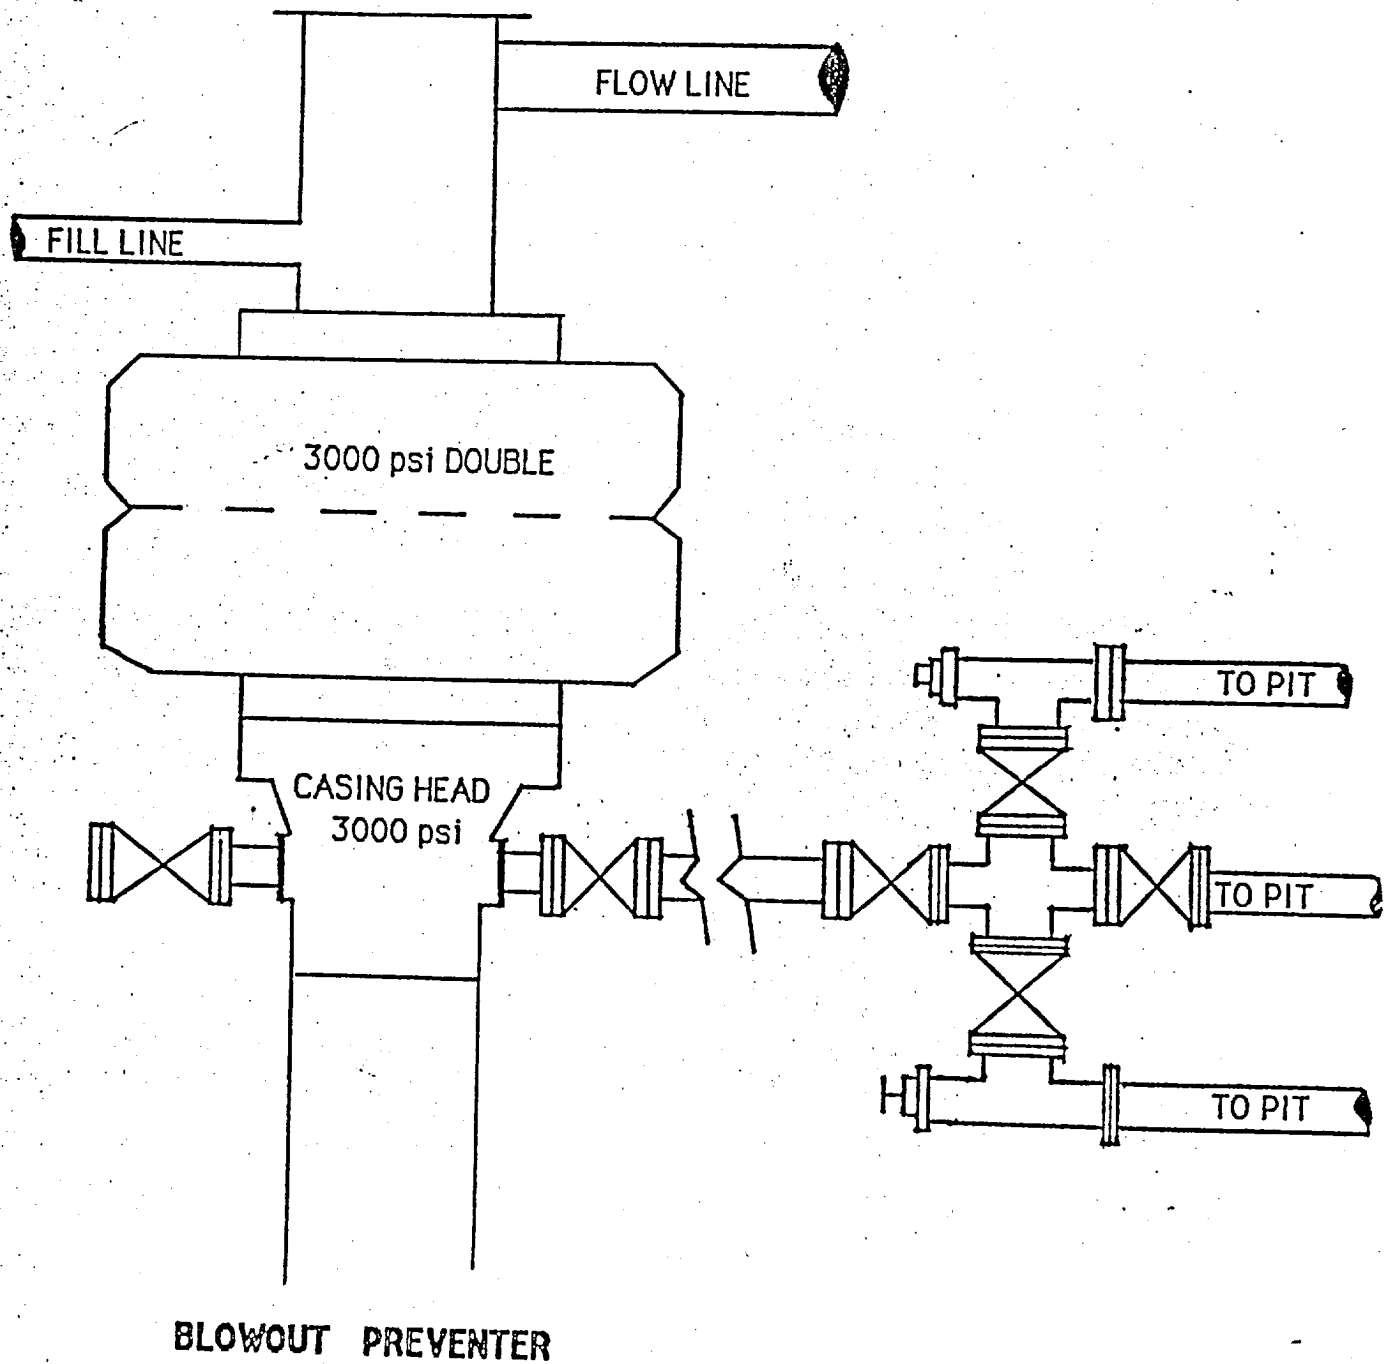 FLOW LINE
FILL LINE
3000 psi DOUBLE
TO PIT
CASING HEAD
3000 psi
TO PIT
TO PIT
BLOWOUT PREVENTER